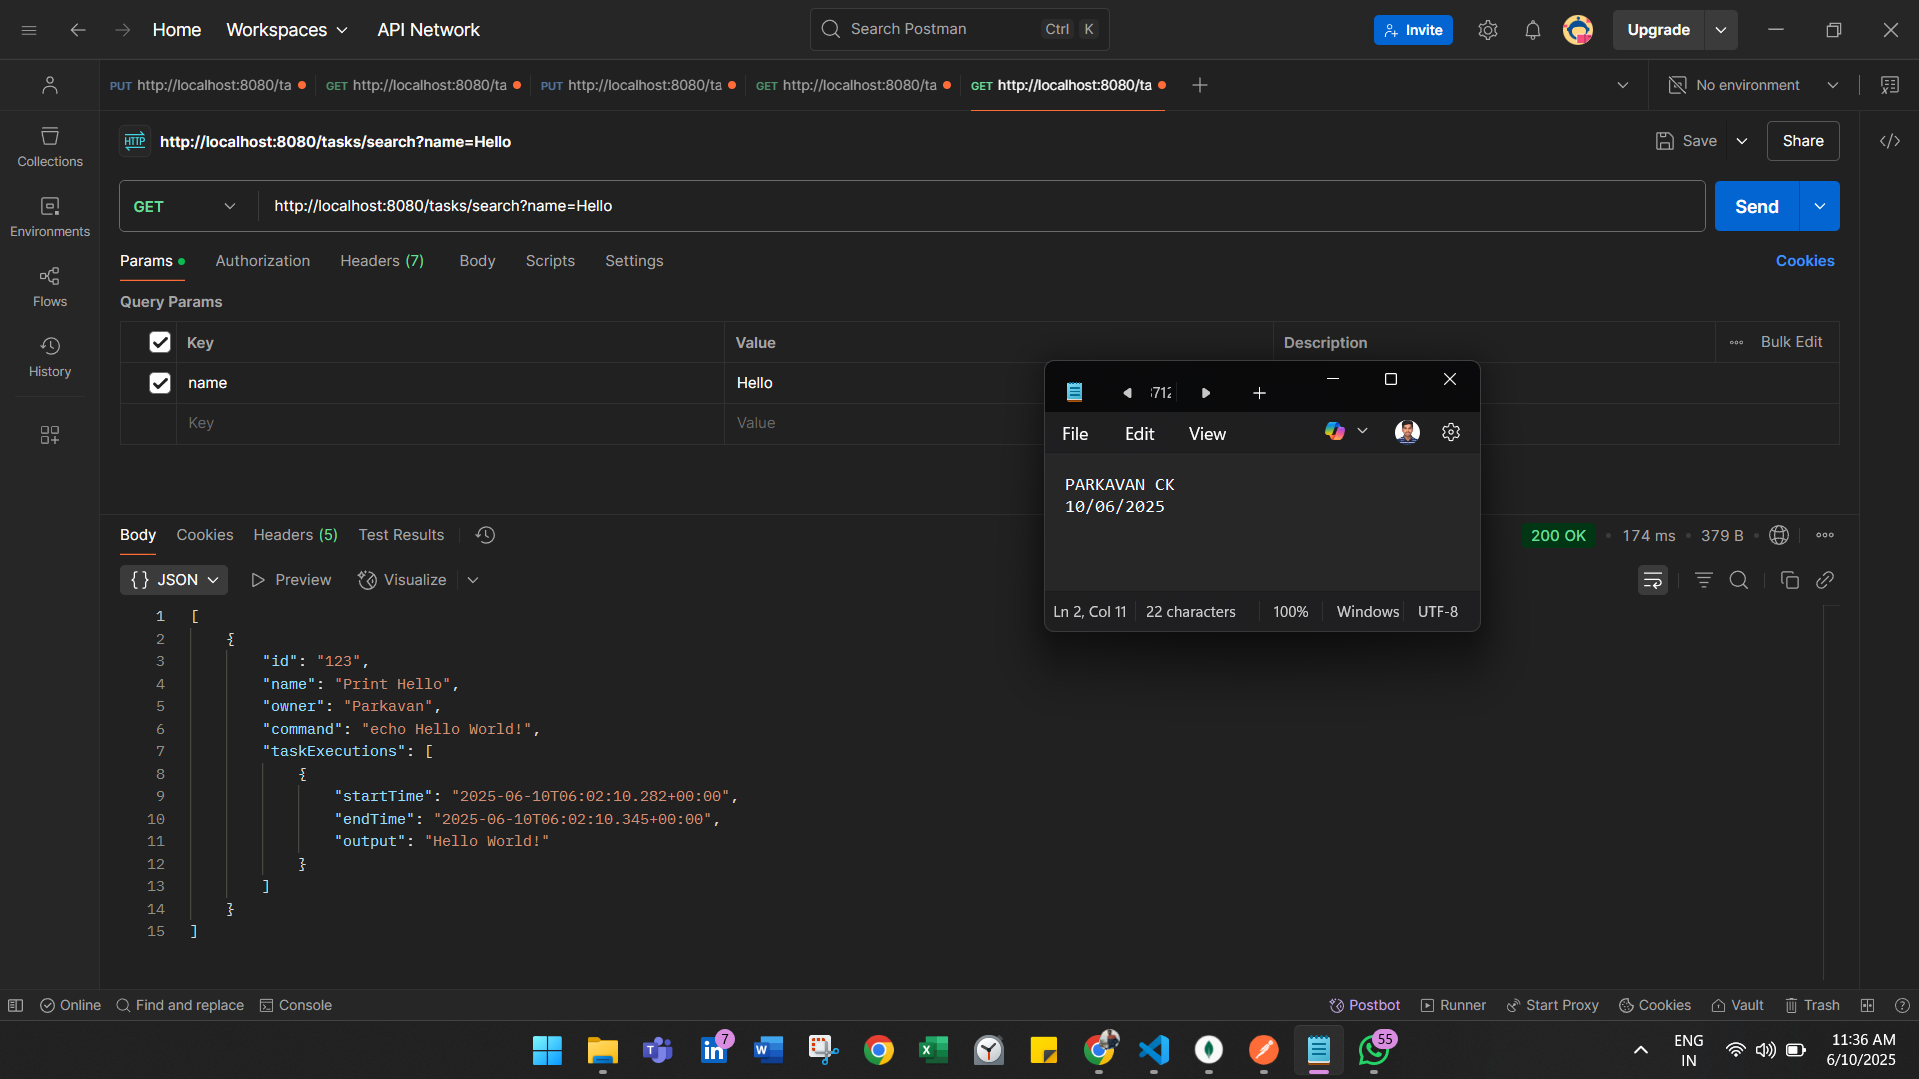 Home Workspaces API Network Search Postman Ctrl K Invite Upgrade
PUT http://localhost:8080/ta GET http://localhost:8080/ta PUT http://localhost:8080/ta GET http://localhost:8080/ta GET http://localhost:8080/ta No environment
HTTP http://localhost:8080/tasks/search?name=Hello Save Share
Collections
GET http://localhost:8080/tasks/search?name=Hello Send
Environments
Params Authorization Headers (7) Body Scripts Settings Cookies
Flows
Query Params
Key Value Description Bulk Edit
History
name Hello
Key Value
File Edit View
PARKAVAN CK
10/06/2025
Ln 2, Col 11 22 characters 100% Windows UTF-8
Body Cookies Headers (5) Test Results 200 OK 174 ms 379 B
{} JSON Preview Visualize
1 [
2 {
3 "id": "123",
4 "name": "Print Hello",
5 "owner": "Parkavan",
6 "command": "echo Hello World!",
7 "taskExecutions": [
8 {
9 "startTime": "2025-06-10T06:02:10.282+00:00",
10 "endTime": "2025-06-10T06:02:10.345+00:00",
11 "output": "Hello World!"
12 }
13 ]
14 }
15 ]
Online Find and replace Console Postbot Runner Start Proxy Cookies Vault Trash
7 55 ENG 11:36 AM
IN 6/10/2025